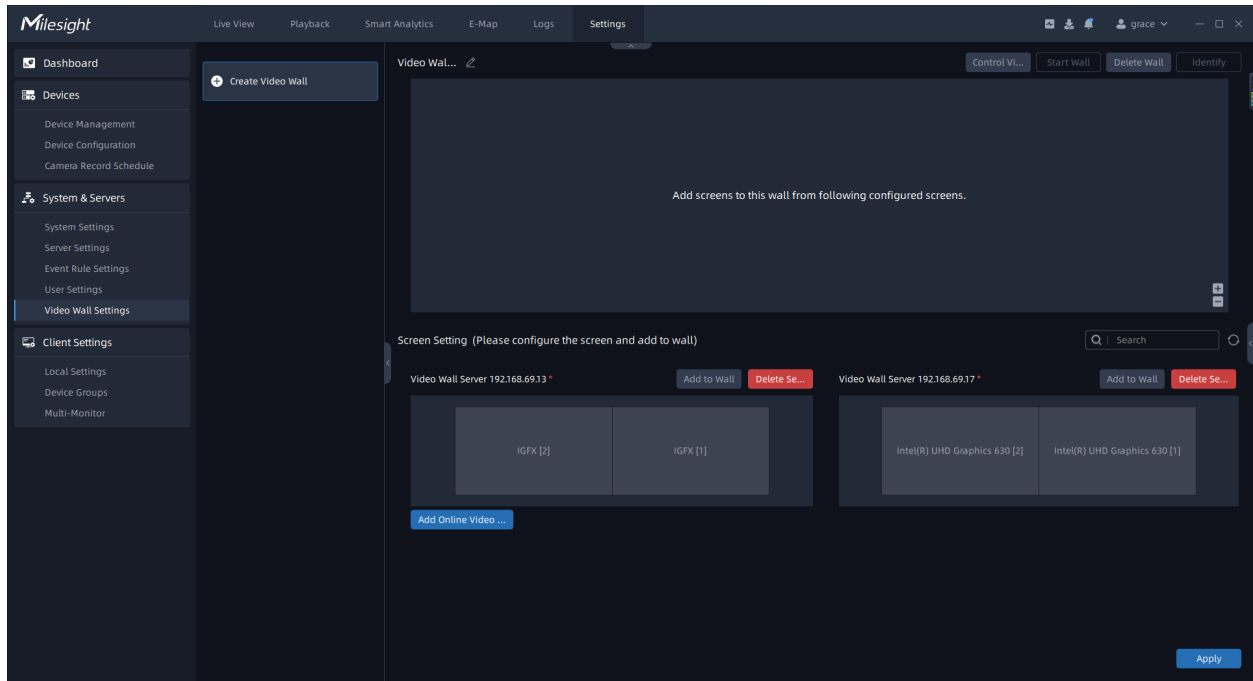 Milesight
Live View
Playback
Smart Analytics
E-Map
Logs
Settings
grace
Dashboard
Devices
Device Management
Device Configuration
Camera Record Schedule
System & Servers
System Settings
Server Settings
Event Rule Settings
User Settings
Video Wall Settings
Client Settings
Local Settings
Device Groups
Multi-Monitor
Create Video Wall
Video Wal...
Control Vi...
Start Wall
Delete Wall
Identify
Add screens to this wall from following configured screens.
Screen Setting (Please configure the screen and add to wall)
Search
Video Wall Server 192.168.69.13 *
Add to Wall
Delete Se...
IGFX [2]
IGFX [1]
Add Online Video ...
Video Wall Server 192.168.69.17 *
Add to Wall
Delete Se...
Intel(R) UHD Graphics 630 [2]
Intel(R) UHD Graphics 630 [1]
Apply